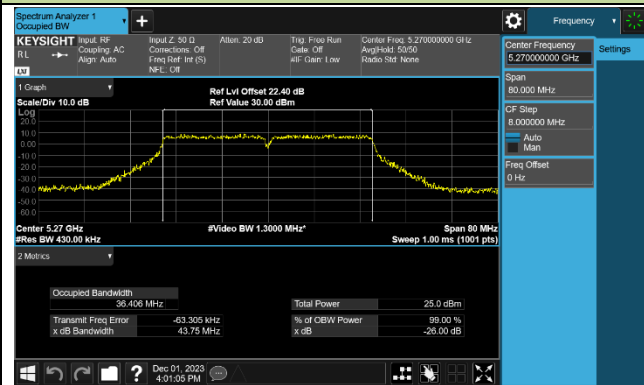 Spectrum Analyzer 1
Occupied BW
+
Frequency
KEYSIGHT
Input: RF
Coupling: AC
Align: Auto
Input Z: 50 Ω
Corrections: Off
Freq Ref: Int (S)
NFE: Off
Atten: 20 dB
Trig: Free Run
Gate: Off
#IF Gain: Low
Center Freq: 5.270000000 GHz
Avg|Hold: 50/50
Radio Std: None
RL
LXI
Center Frequency
5.270000000 GHz
Settings
Span
80.000 MHz
CF Step
8.000000 MHz
Auto
Man
Freq Offset
0 Hz
1 Graph
Scale/Div 10.0 dB
Ref Lvl Offset 22.40 dB
Ref Value 30.00 dBm
Log
20.0
10.0
0.00
-10.0
-20.0
-30.0
-40.0
-50.0
-60.0
Center 5.27 GHz
#Res BW 430.00 kHz
#Video BW 1.3000 MHz*
Span 80 MHz
Sweep 1.00 ms (1001 pts)
2 Metrics
Occupied Bandwidth
36.406 MHz
Total Power 25.0 dBm
Transmit Freq Error -63.305 kHz
% of OBW Power 99.00 %
x dB Bandwidth 43.75 MHz
x dB -26.00 dB
?
Dec 01, 2023
4:01:05 PM